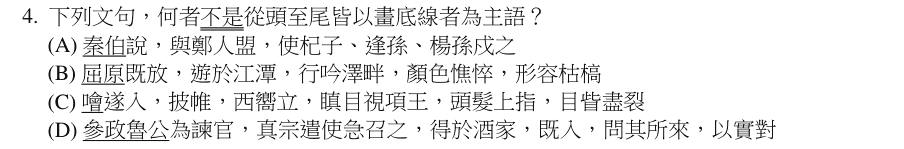 4. 下列文句，何者不是從頭至尾皆以畫底線者為主語？
(A) 秦伯說，與鄭人盟，使杞子、逢孫、楊孫戍之
(B) 屈原既放，遊於江潭，行吟澤畔，顏色憔悴，形容枯槁
(C) 噲遂入，披帷，西嚮立，瞋目視項王，頭髮上指，目眥盡裂
(D) 參政魯公為諫官，真宗遣使急召之，得於酒家，既入，問其所來，以實對